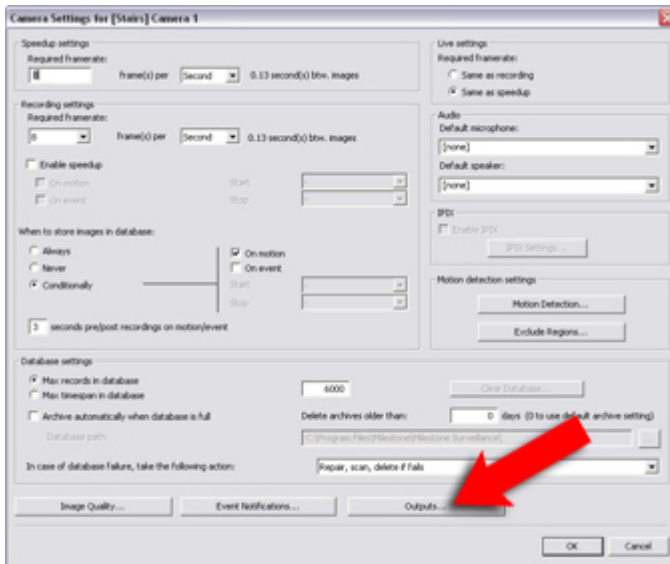 Camera Settings for [Stairs] Camera 1
Speedup settings
Required framerate:
8
frame(s) per
Second
0.13 second(s) btw. images
Recording settings
Required framerate:
8
frame(s) per
Second
0.13 second(s) btw. images
Enable speedup
On motion
Start
-
On event
Stop
-
When to store images in database:
Always
Never
Conditionally
On motion
On event
Start
-
Stop
-
3
seconds pre/post recordings on motion/event
Live settings
Required framerate:
Same as recording
Same as speedup
Audio
Default microphone:
[none]
Default speaker:
[none]
IPIX
Enable IPIX
IPIX Settings...
Motion detection settings
Motion Detection...
Exclude Regions...
Database settings
Max records in database
Max timespan in database
6000
Clear Database...
Archive automatically when database is full
Delete archives older than:
0
days (0 to use default archive setting)
Database path:
C:\Program Files\Milestone\Milestone Surveillance\
...
In case of database failure, take the following action:
Repair, scan, delete if fails
Image Quality...
Event Notifications...
Outputs...
OK
Cancel